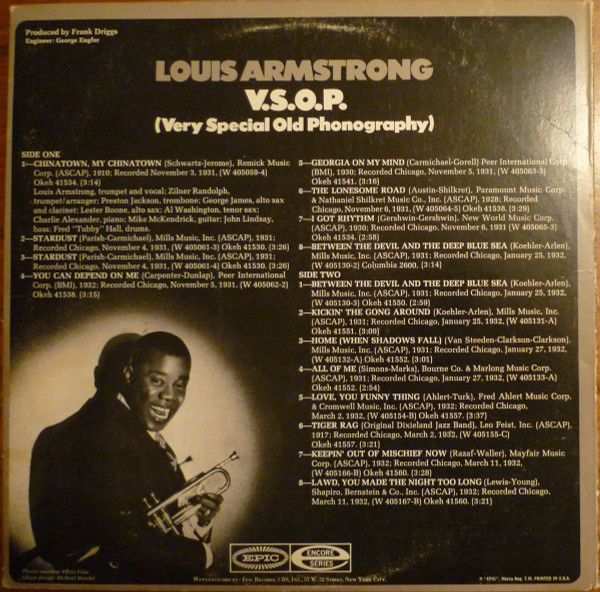 Produced by Frank Driggs
Engineer: George Engfer
LOUIS ARMSTRONG
V.S.O.P.
(Very Special Old Phonography)
SIDE ONE
1—CHINATOWN, MY CHINATOWN (Schwartz-Jerome), Remick Music
Corp. (ASCAP), 1910; Recorded November 3, 1931, (W 405059-4)
Okeh 41534. (3:14)
Louis Armstrong, trumpet and vocal; Zilner Randolph,
trumpet/arranger; Preston Jackson, trombone; George James, alto sax
and clarinet; Lester Boone, alto sax; Al Washington, tenor sax;
Charlie Alexander, piano; Mike McKendrick, guitar; John Lindsay,
bass; Fred "Tubby" Hall, drums.
2—STARDUST (Parish-Carmichael), Mills Music, Inc. (ASCAP), 1931;
Recorded Chicago, November 4, 1931, (W 405061-3) Okeh 41530. (3:26)
3—STARDUST (Parish-Carmichael), Mills Music, Inc. (ASCAP), 1931;
Recorded Chicago, November 4, 1931, (W 405061-4) Okeh 41530. (3:26)
4—YOU CAN DEPEND ON ME (Carpenter-Dunlap), Peer International
Corp. (BMI), 1932; Recorded Chicago, November 5, 1931, (W 405062-2)
Okeh 41538. (3:15)
5—GEORGIA ON MY MIND (Carmichael-Gorell) Peer International Corp.
(BMI), 1930; Recorded Chicago, November 5, 1931, (W 405063-3)
Okeh 41541. (3:16)
6—THE LONESOME ROAD (Austin-Shilkret), Paramount Music Corp.
& Nathaniel Shilkret Music Co., Inc. (ASCAP), 1928; Recorded
Chicago, November 6, 1931, (W 405064-5) Okeh 41538. (3:29)
7—I GOT RHYTHM (Gershwin-Gershwin), New World Music Corp.
(ASCAP), 1930; Recorded Chicago, November 6, 1931 (W 405065-3)
Okeh 41534. (2:58)
8—BETWEEN THE DEVIL AND THE DEEP BLUE SEA (Koehler-Arlen),
Mills Music, Inc. (ASCAP), 1931; Recorded Chicago, January 25, 1932,
(W 405130-2) Columbia 2600. (3:14)
SIDE TWO
1—BETWEEN THE DEVIL AND THE DEEP BLUE SEA (Koehler-Arlen),
Mills Music, Inc. (ASCAP), 1931; Recorded Chicago, January 25, 1932,
(W 405130-3) Okeh 41550. (2:59)
2—KICKIN' THE GONG AROUND (Koehler-Arlen), Mills Music, Inc.
(ASCAP), 1931; Recorded Chicago, January 25, 1932, (W 405131-A)
Okeh 41551. (3:09)
3—HOME (WHEN SHADOWS FALL) (Van Steeden-Clarkson-Clarkson),
Mills Music, Inc. (ASCAP), 1931; Recorded Chicago, January 27, 1932,
(W 405132-A) Okeh 41552. (3:01)
4—ALL OF ME (Simons-Marks), Bourne Co. & Marlong Music Corp.
(ASCAP), 1931; Recorded Chicago, January 27, 1932, (W 405133-A)
Okeh 41552. (2:54)
5—LOVE, YOU FUNNY THING (Ahlert-Turk), Fred Ahlert Music Corp.
& Cromwell Music, Inc. (ASCAP), 1932: Recorded Chicago,
March 2, 1932, (W 405154-B) Okeh 41557. (3:37)
6—TIGER RAG (Original Dixieland Jazz Band), Leo Feist, Inc. (ASCAP),
1917; Recorded Chicago, March 2, 1932, (W 405155-C)
Okeh 41557. (3:21)
7—KEEPIN' OUT OF MISCHIEF NOW (Razaf-Waller), Mayfair Music
Corp. (ASCAP), 1932; Recorded Chicago, March 11, 1932,
(W 405166-B) Okeh 41560. (3:28)
8—LAWD, YOU MADE THE NIGHT TOO LONG (Lewis-Young),
Shapiro, Bernstein & Co., Inc. (ASCAP), 1932; Recorded Chicago,
March 11, 1932, (W 405167-B) Okeh 41560. (3:21)
EPIC
ENCORE
SERIES
Manufactured by Epic Records, CBS, Inc., 51 W. 52 Street, New York City.
® "EPIC", Marca Reg. T.M. PRINTED IN U.S.A.